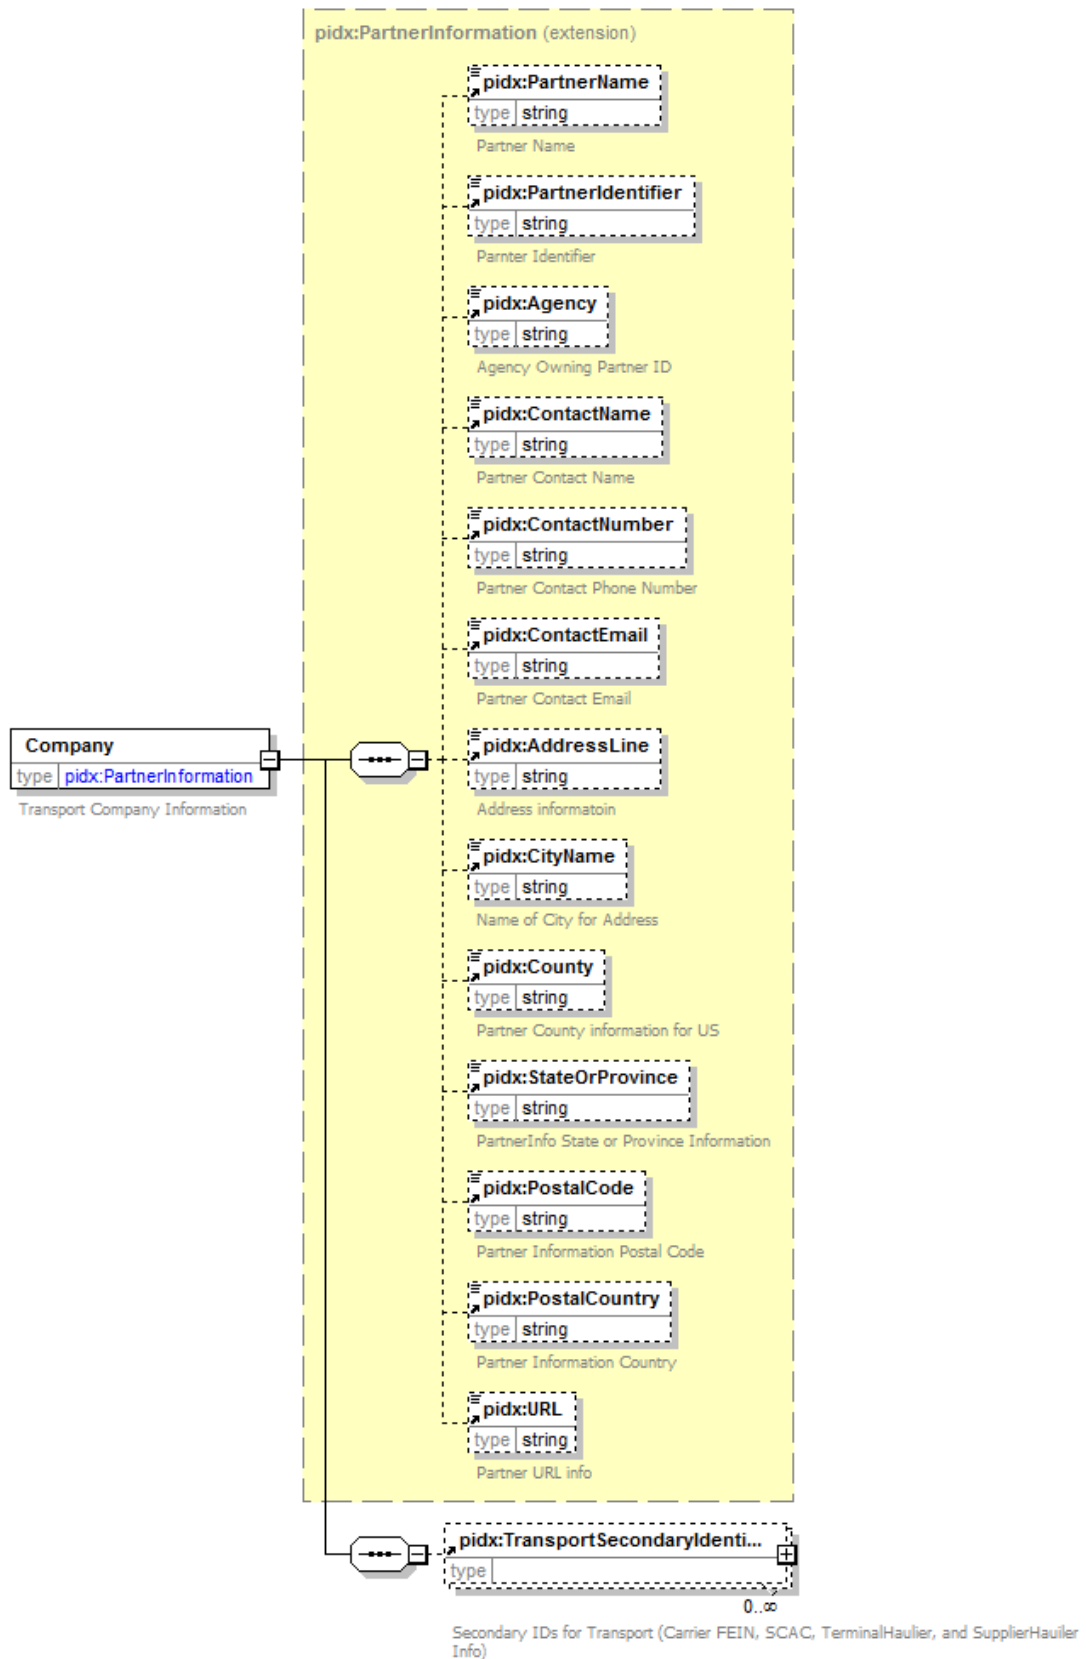 pidx:PartnerInformation (extension)
pidx:PartnerName
type string
Partner Name
pidx:PartnerIdentifier
type string
Parnter Identifier
pidx:Agency
type string
Agency Owning Partner ID
pidx:ContactName
type string
Partner Contact Name
pidx:ContactNumber
type string
Partner Contact Phone Number
pidx:ContactEmail
type string
Partner Contact Email
Company
type pidx:PartnerInformation
Transport Company Information
pidx:AddressLine
type string
Address informatoin
pidx:CityName
type string
Name of City for Address
pidx:County
type string
Partner County information for US
pidx:StateOrProvince
type string
PartnerInfo State or Province Information
pidx:PostalCode
type string
Partner Information Postal Code
pidx:PostalCountry
type string
Partner Information Country
pidx:URL
type string
Partner URL info
pidx:TransportSecondaryIdenti...
type
0..∞
Secondary IDs for Transport (Carrier FEIN, SCAC, TerminalHaulier, and SupplierHauiler
Info)